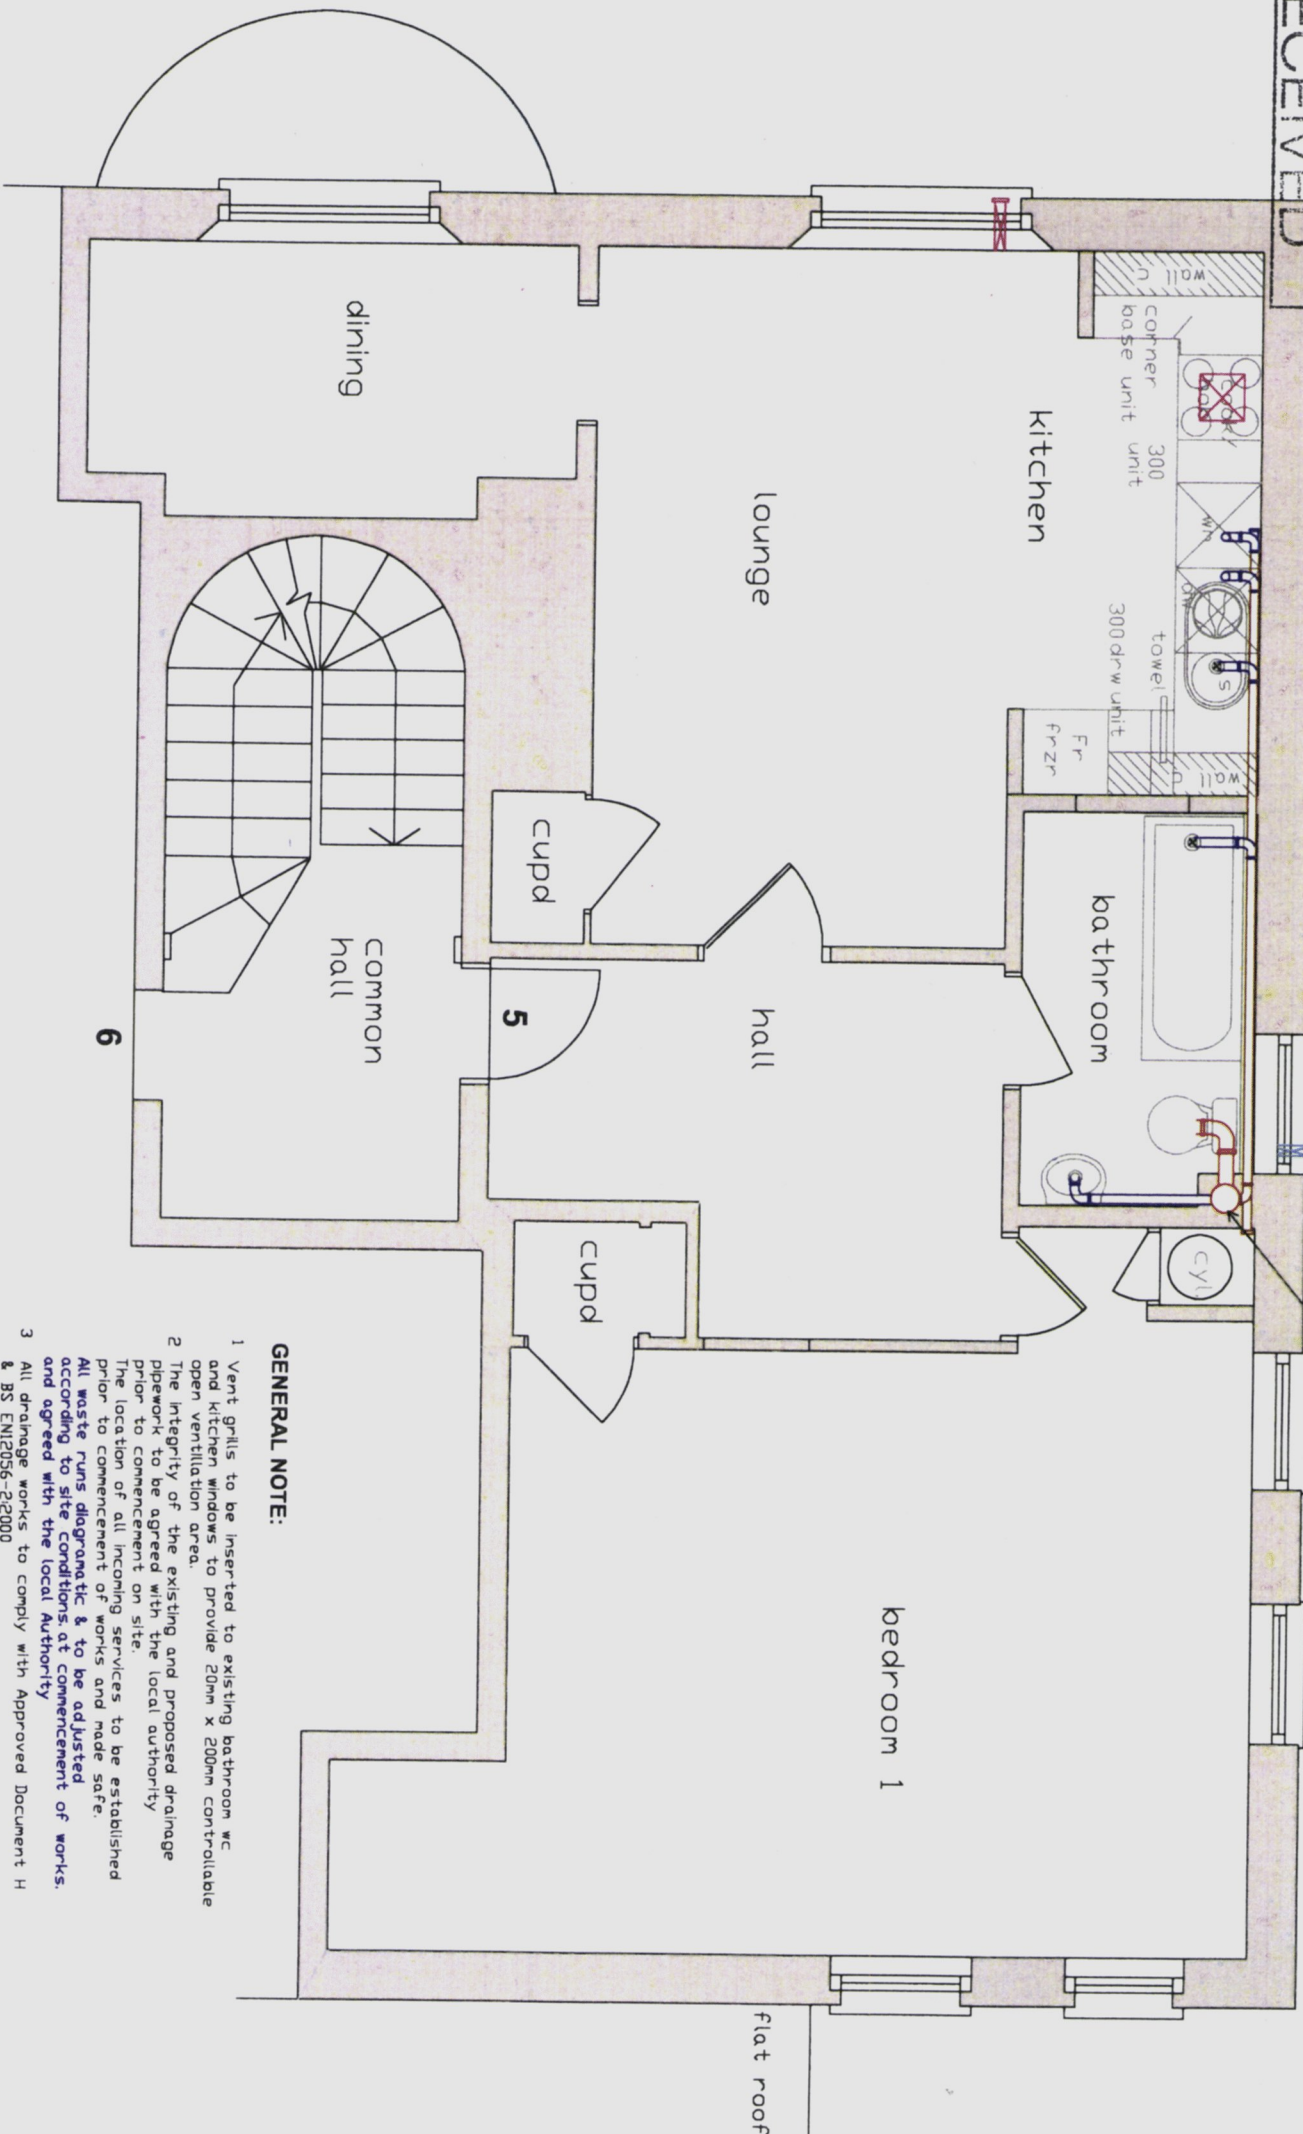 ECEIVED
wall u
corner
base unit
300
unit
cook/
hob
wm
dw
s
towel
300drw unit
Fr
frzr
wall u
kitchen
lounge
dining
cupd
bathroom
hall
common
hall
5
6
cyl.
cupd
bedroom 1
flat roof
GENERAL NOTE:
1 Vent grills to be inserted to existing bathroom wc
and kitchen windows to provide 20mm x 200mm controllable
open ventillation area.
2 The integrity of the existing and proposed drainage
pipework to be agreed with the local authority
prior to commencement on site.
The location of all incoming services to be established
prior to commencement of works and made safe.
All waste runs diagramatic & to be adjusted
according to site conditions. at commencement of works.
and agreed with the local Authority
3 All drainage works to comply with Approved Document H
& BS EN12056-2:2000